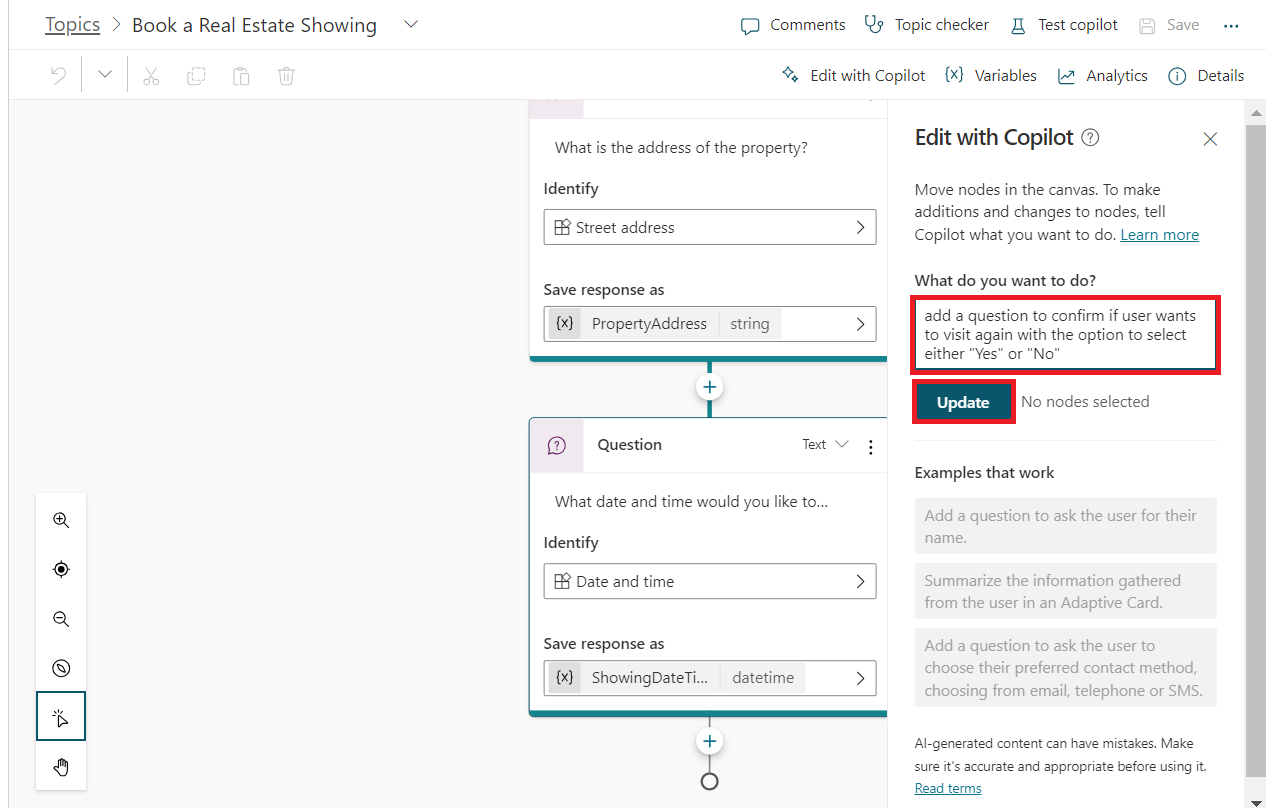 Topics > Book a Real Estate Showing
Comments
Topic checker
Test copilot
Save
Edit with Copilot
{x} Variables
Analytics
Details
What is the address of the property?
Identify
Street address
Save response as
{x} PropertyAddress string
Question
Text
What date and time would you like to...
Identify
Date and time
Save response as
{x} ShowingDateTi... datetime
Edit with Copilot
Move nodes in the canvas. To make
additions and changes to nodes, tell
Copilot what you want to do. Learn more
What do you want to do?
add a question to confirm if user wants
to visit again with the option to select
either "Yes" or "No"
Update
No nodes selected
Examples that work
Add a question to ask the user for their
name.
Summarize the information gathered
from the user in an Adaptive Card.
Add a question to ask the user to
choose their preferred contact method,
choosing from email, telephone or SMS.
AI-generated content can have mistakes. Make
sure it's accurate and appropriate before using it.
Read terms